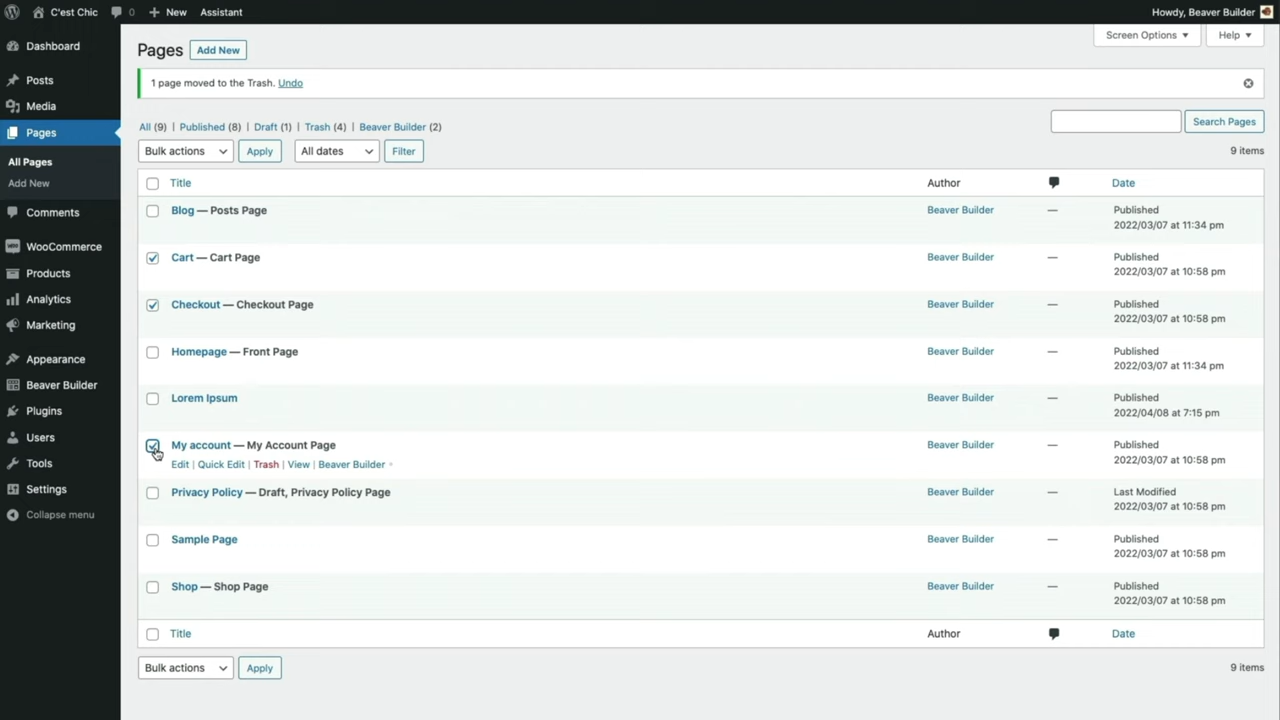 C'est Chic 0 New Assistant Howdy, Beaver Builder
Dashboard
Posts
Media
Pages
All Pages
Add New
Comments
WooCommerce
Products
Analytics
Marketing
Appearance
Beaver Builder
Plugins
Users
Tools
Settings
Collapse menu
Screen Options ▼ Help ▼
Pages Add New
1 page moved to the Trash. Undo
All (9) | Published (8) | Draft (1) | Trash (4) | Beaver Builder (2)
Search Pages
Bulk actions Apply All dates Filter 9 items
Title Author Date
Blog — Posts Page Beaver Builder — Published
2022/03/07 at 11:34 pm
Cart — Cart Page Beaver Builder — Published
2022/03/07 at 10:58 pm
Checkout — Checkout Page Beaver Builder — Published
2022/03/07 at 10:58 pm
Homepage — Front Page Beaver Builder — Published
2022/03/07 at 11:34 pm
Lorem Ipsum Beaver Builder — Published
2022/04/08 at 7:15 pm
My account — My Account Page Beaver Builder — Published
Edit | Quick Edit | Trash | View | Beaver Builder 2022/03/07 at 10:58 pm
Privacy Policy — Draft, Privacy Policy Page Beaver Builder — Last Modified
2022/03/07 at 10:58 pm
Sample Page Beaver Builder — Published
2022/03/07 at 10:58 pm
Shop — Shop Page Beaver Builder — Published
2022/03/07 at 10:58 pm
Title Author Date
Bulk actions Apply 9 items